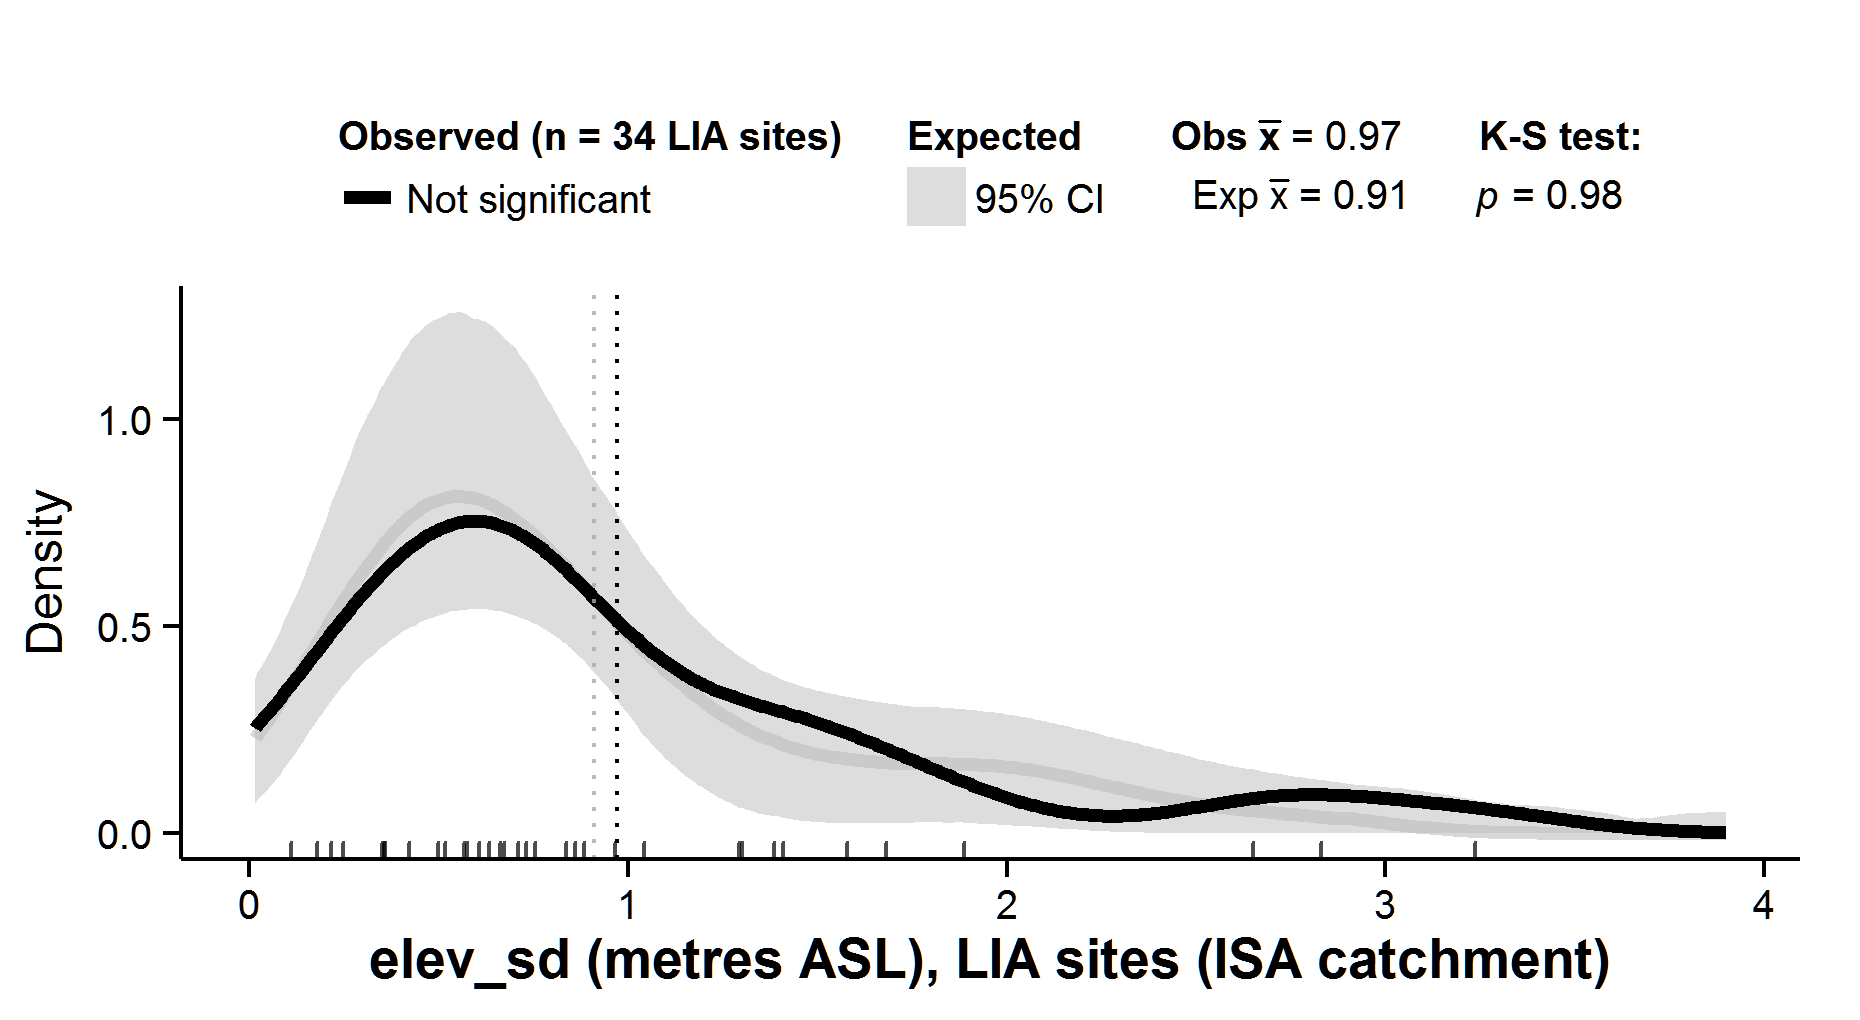 Observed (n = 34 LIA sites) Expected Obs x̅ = 0.97 K-S test:
Not significant 95% CI Exp x̅ = 0.91 p = 0.98
Density
1.0
0.5
0.0
0 1 2 3 4
elev_sd (metres ASL), LIA sites (ISA catchment)